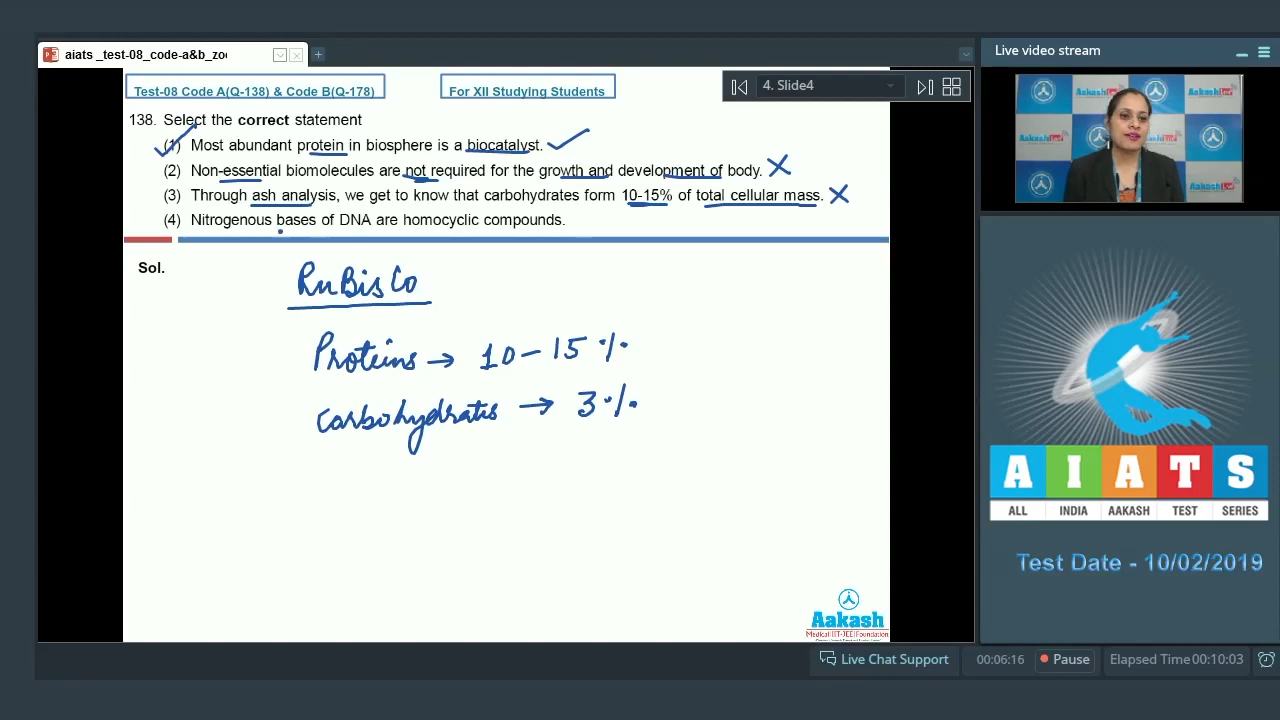 aiats _test-08_code-a&b_zoo
Live video stream
4. Slide4
Test-08 Code A(Q-138) & Code B(Q-178)
For XII Studying Students
138. Select the correct statement
(1) Most abundant protein in biosphere is a biocatalyst.
(2) Non-essential biomolecules are not required for the growth and development of body.
(3) Through ash analysis, we get to know that carbohydrates form 10-15% of total cellular mass.
(4) Nitrogenous bases of DNA are homocyclic compounds.
Sol.
RuBisCo
Proteins → 10-15 %
Carbohydrates → 3%
Aakash
Medical|IIT-JEE|Foundation
A I A T S
ALL INDIA AAKASH TEST SERIES
Test Date - 10/02/2019
Live Chat Support
00:06:16
Pause
Elapsed Time 00:10:03